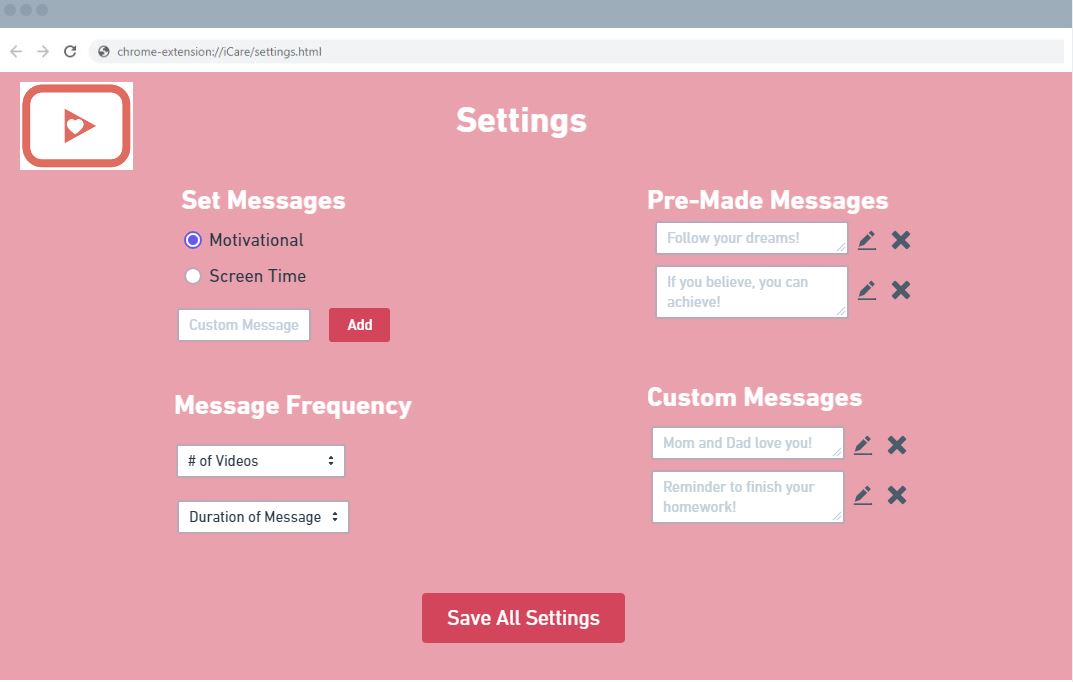 chrome-extension://iCare/settings.html
Settings
Set Messages
Motivational
Screen Time
Custom Message
Add
Message Frequency
# of Videos
Duration of Message
Pre-Made Messages
Follow your dreams!
If you believe, you can
achieve!
Custom Messages
Mom and Dad love you!
Reminder to finish your
homework!
Save All Settings